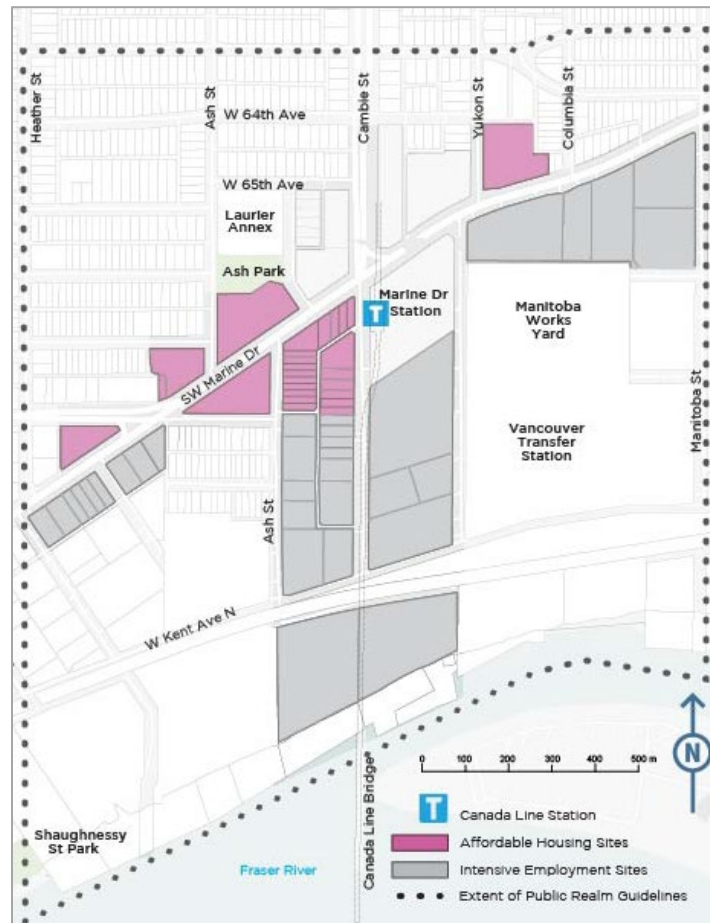 Heather St
Ash St
W 64th Ave
Cambie St
Yukon St
Columbia St
W 65th Ave
Laurier
Annex
Ash Park
Marine Dr
Station
T
Manitoba
Works
Yard
SW Marine Dr
Vancouver
Transfer
Station
Manitoba St
Ash St
W Kent Ave N
Canada Line Bridge
Shaughnessy
St Park
Fraser River
N
0 100 200 300 400 500 m
T Canada Line Station
Affordable Housing Sites
Intensive Employment Sites
Extent of Public Realm Guidelines